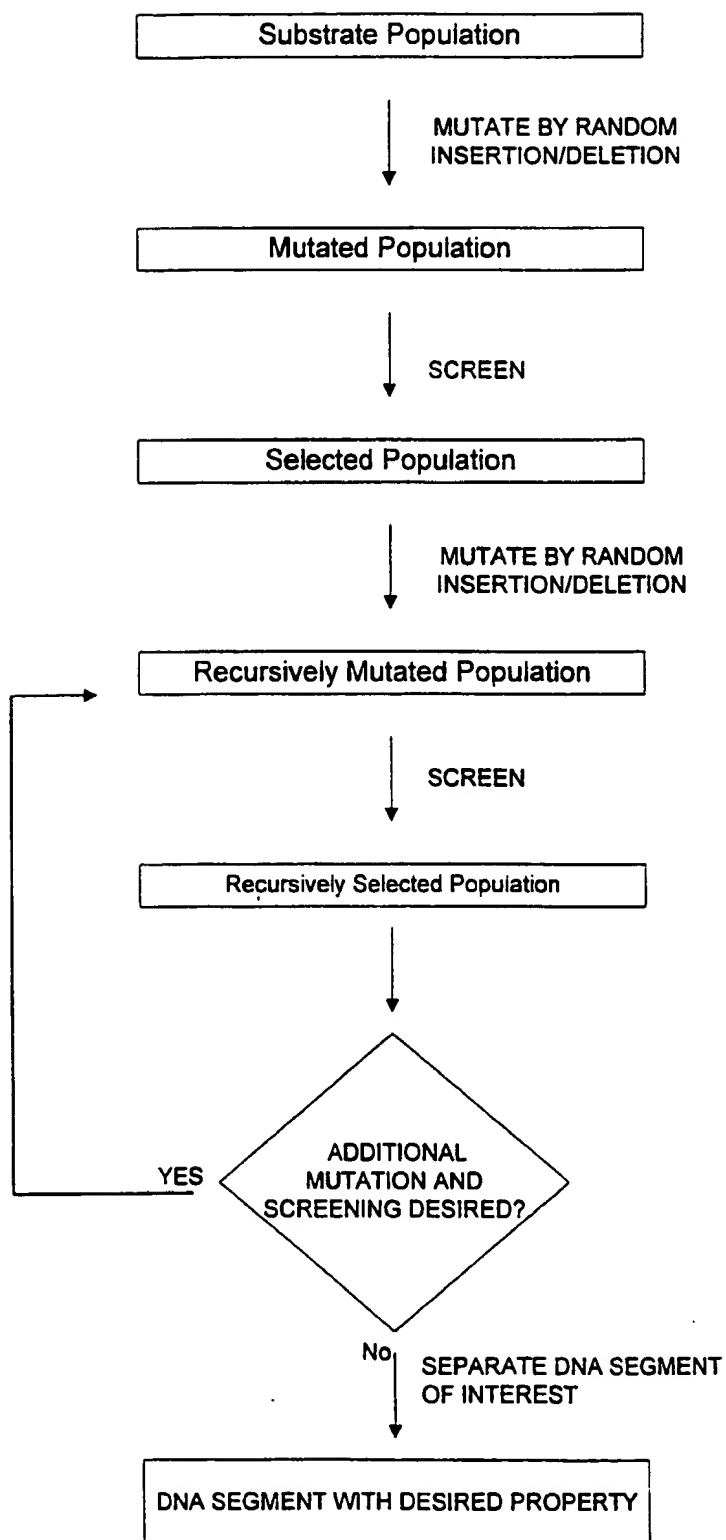 Substrate Population
MUTATE BY RANDOM
INSERTION/DELETION
Mutated Population
SCREEN
Selected Population
MUTATE BY RANDOM
INSERTION/DELETION
Recursively Mutated Population
SCREEN
Recursively Selected Population
ADDITIONAL
MUTATION AND
SCREENING DESIRED?
YES
No
SEPARATE DNA SEGMENT
OF INTEREST
DNA SEGMENT WITH DESIRED PROPERTY